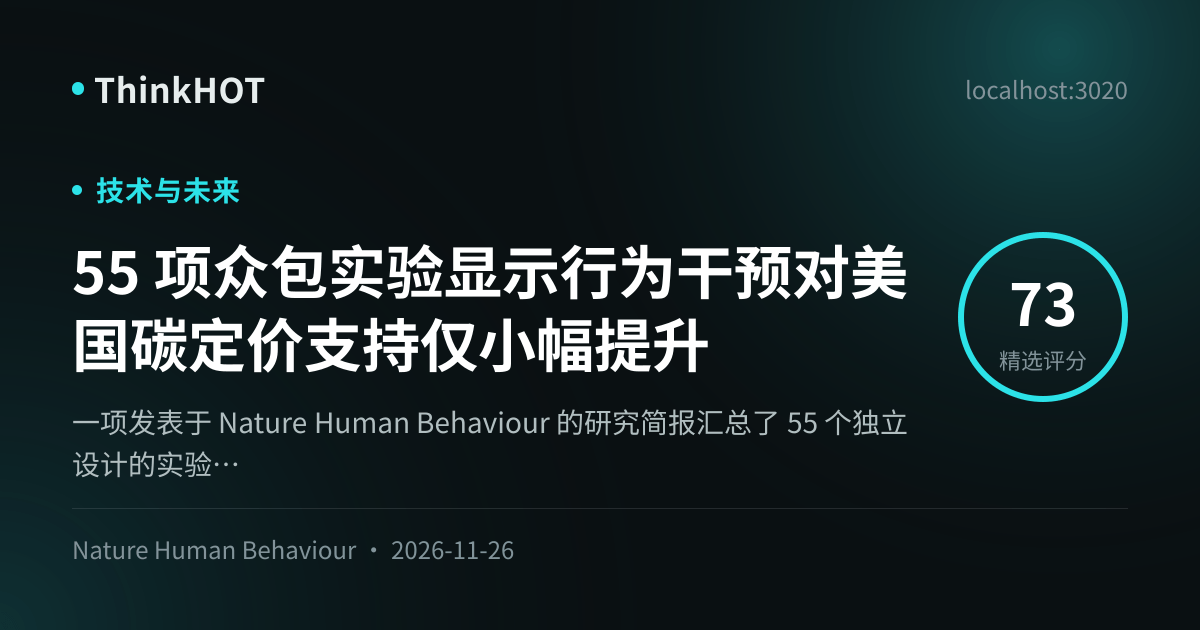 ThinkHOT
localhost:3020
技术与未来
55 项众包实验显示行为干预对美
国碳定价支持仅小幅提升
73
精选评分
一项发表于 Nature Human Behaviour 的研究简报汇总了 55 个独立
设计的实验…
Nature Human Behaviour · 2026-11-26